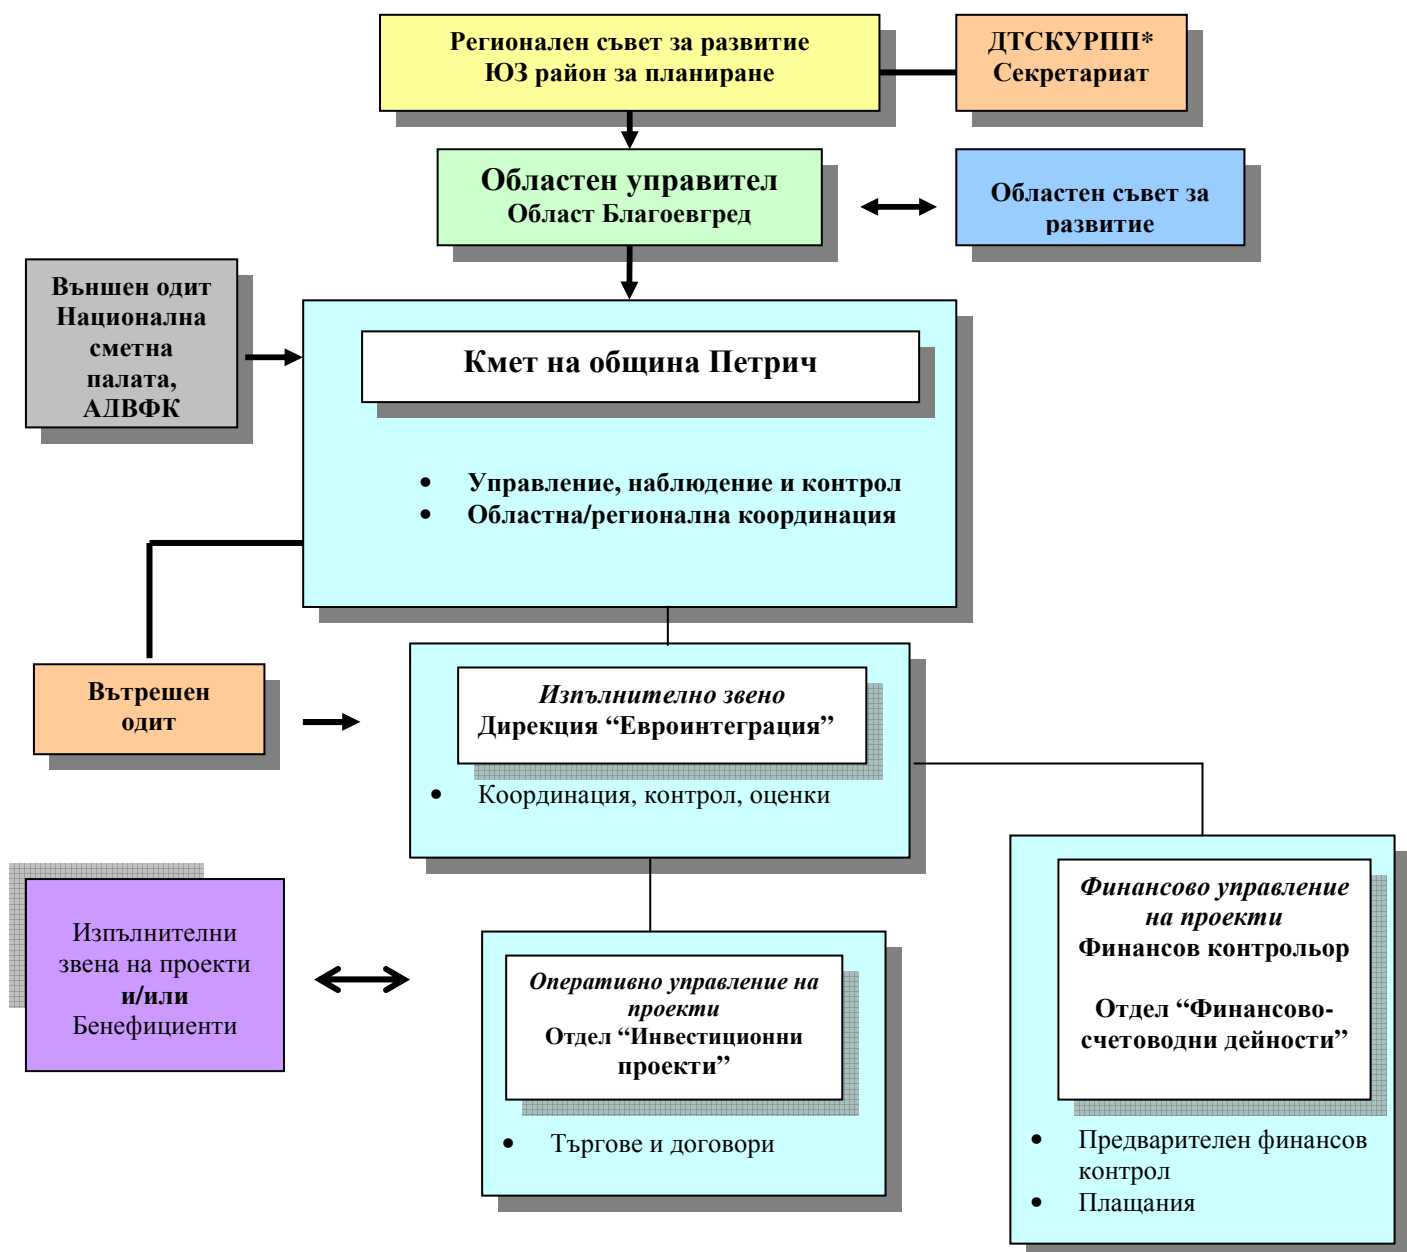 Регионален съвет за развитие
ЮЗ район за планиране
ДТСКУРПП*
Секретариат
Областен управител
Област Благоевгред
Областен съвет за
развитие
Външен одит
Национална
сметна
палата,
АДВФК
Кмет на община Петрич
• Управление, наблюдение и контрол
• Областна/регионална координация
Вътрешен
одит
Изпълнително звено
Дирекция “Евроинтеграция”
• Координация, контрол, оценки
Изпълнителни
звена на проекти
и/или
Бенефициенти
Оперативно управление на
проекти
Отдел “Инвестиционни
проекти”
• Търгове и договори
Финансово управление
на проекти
Финансов контрольор
Отдел “Финансово-
счетоводни дейности”
• Предварителен финансов
контрол
• Плащания